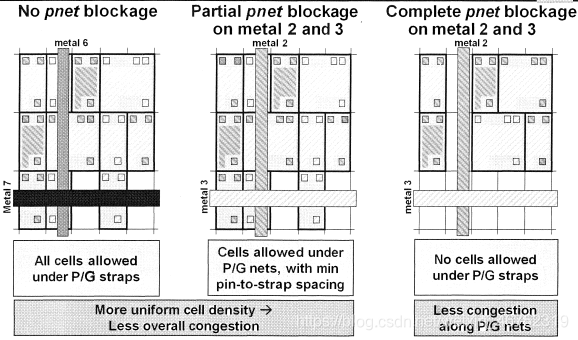 No pnet blockage
Partial pnet blockage
on metal 2 and 3
Complete pnet blockage
on metal 2 and 3
metal 6
metal 2
metal 2
Metal 7
metal 3
metal 3
All cells allowed
under P/G straps
Cells allowed under
P/G nets, with min
pin-to-strap spacing
No cells allowed
under P/G straps
More uniform cell density →
Less overall congestion
Less congestion
along P/G nets